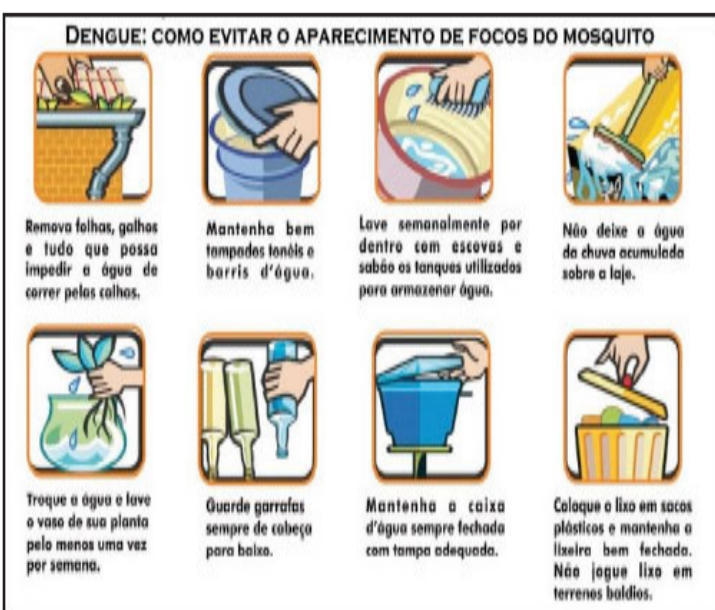 DENGUE: COMO EVITAR O APARECIMENTO DE FOCOS DO MOSQUITO
Remova folhas, galhos
e tudo que possa
impedir a água de
correr pelas calhas.
Mantenha bem
tampados tonéis e
barris d'água.
Lave semanalmente por
dentro com escovas e
sabão os tanques utilizados
para armazenar água.
Não deixe a água
da chuva acumulada
sobre a laje.
Troque a água e lave
o vaso de sua planta
pelo menos uma vez
por semana.
Guarde garrafas
sempre de cabeça
para baixo.
Mantenha a caixa
d'água sempre fechada
com tampa adequada.
Coloque o lixo em sacos
plásticos e mantenha a
lixeira bem fechada.
Não jogue lixo em
terrenos baldios.